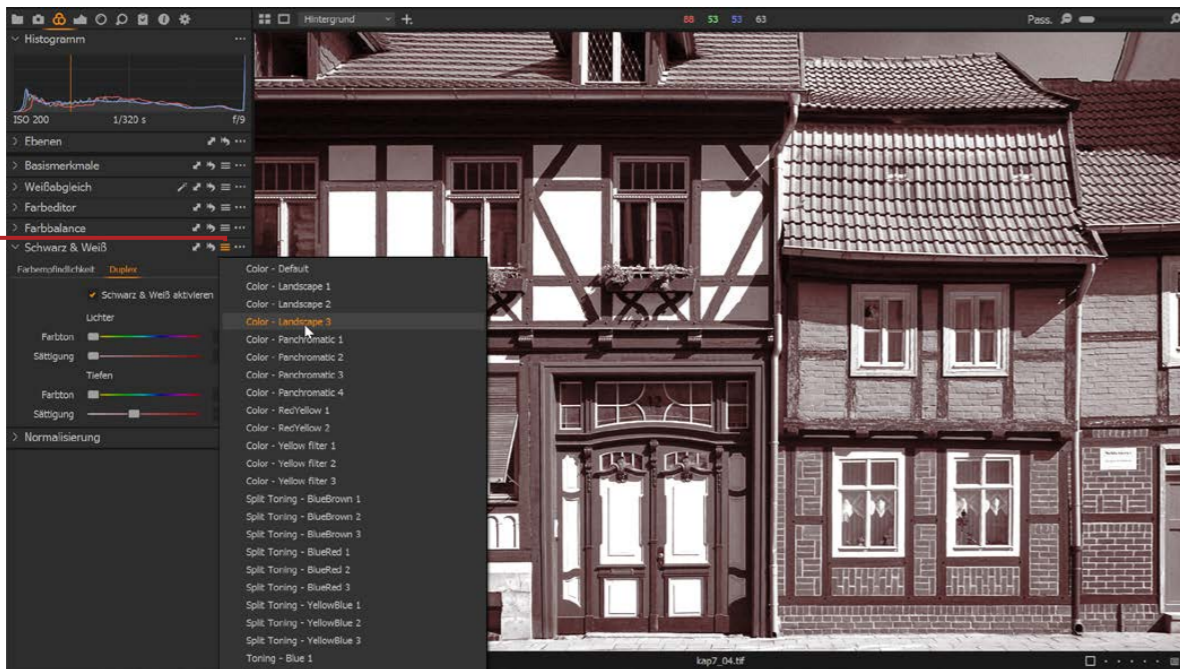 Hintergrund
88 53 53 63
Pass.
Histogramm
ISO 200 1/320 s f/9
Ebenen
Basismerkmale
Weißabgleich
Farbeditor
Farbbalance
Schwarz & Weiß
Farbempfindlichkeit Duplex
Schwarz & Weiß aktivieren
Lichter
Farbton
Sättigung
Tiefen
Farbton
Sättigung
Normalisierung
Color - Default
Color - Landscape 1
Color - Landscape 2
Color - Landscape 3
Color - Panchromatic 1
Color - Panchromatic 2
Color - Panchromatic 3
Color - Panchromatic 4
Color - RedYellow 1
Color - RedYellow 2
Color - Yellow filter 1
Color - Yellow filter 2
Color - Yellow filter 3
Split Toning - BlueBrown 1
Split Toning - BlueBrown 2
Split Toning - BlueBrown 3
Split Toning - BlueRed 1
Split Toning - BlueRed 2
Split Toning - BlueRed 3
Split Toning - YellowBlue 1
Split Toning - YellowBlue 2
Split Toning - YellowBlue 3
Toning - Blue 1
kap7_04.tif